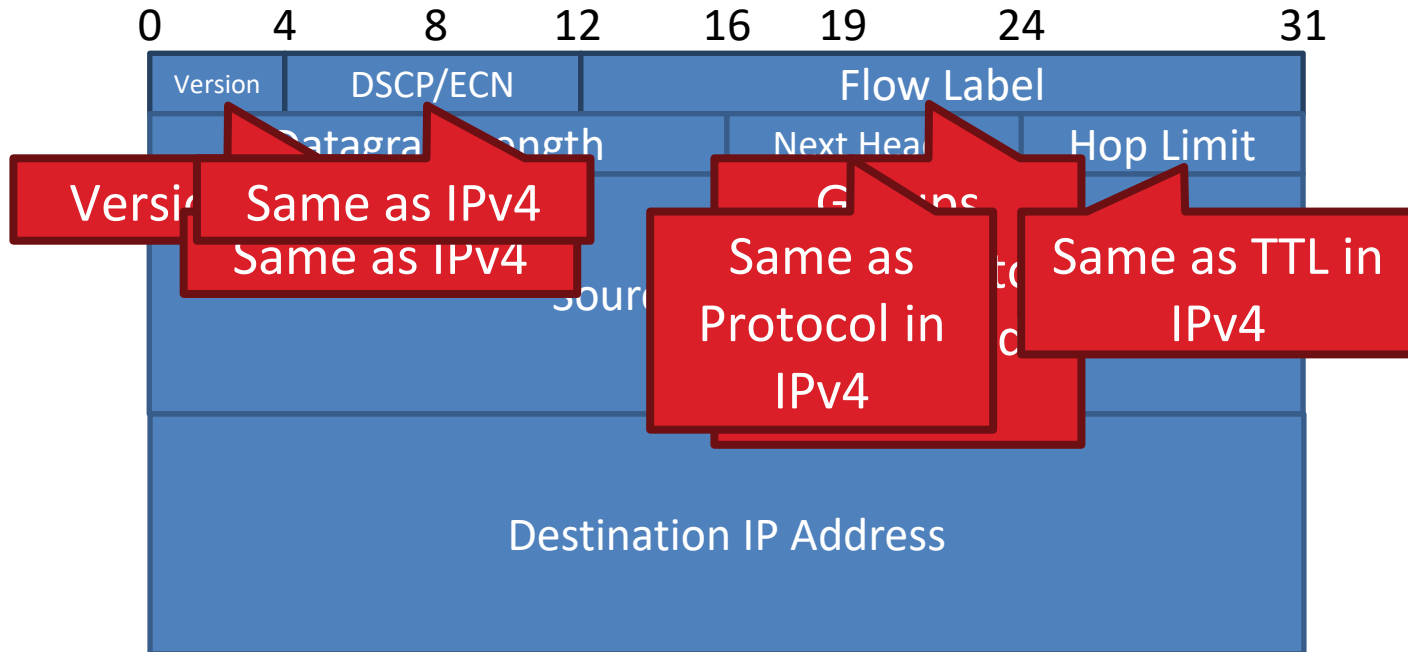 0 4 8 12 16 19 24 31
Version DSCP/ECN Flow Label
Next Hop Limit
Same as IPv4
Same as IPv4
Same as
Protocol in
IPv4
Same as TTL in
IPv4
Destination IP Address